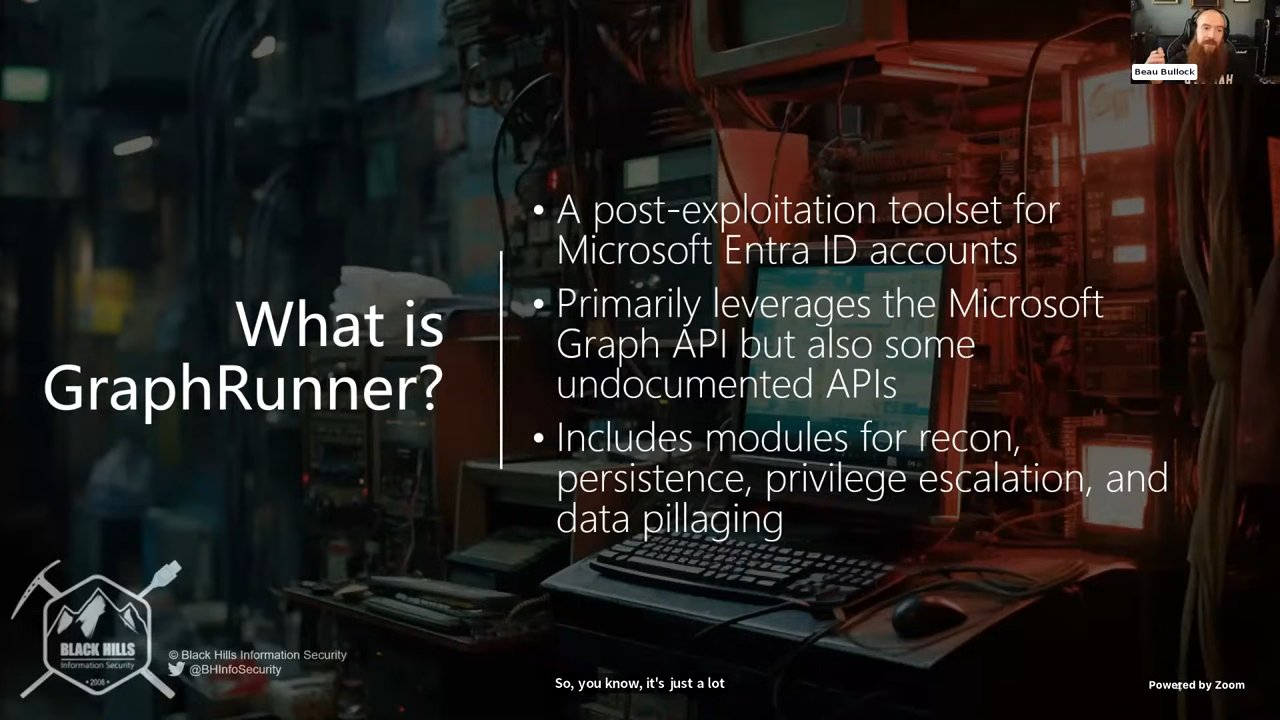 Beau Bullock
What is
GraphRunner?
• A post-exploitation toolset for
Microsoft Entra ID accounts
• Primarily leverages the Microsoft
Graph API but also some
undocumented APIs
• Includes modules for recon,
persistence, privilege escalation, and
data pillaging
BLACK HILLS
Information Security
• 2008 •
© Black Hills Information Security
@BHInfoSecurity
So, you know, it's just a lot
Powered by Zoom